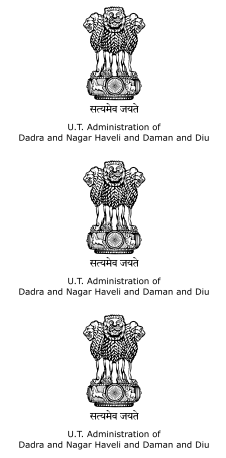 सत्यमेव जयते
U.T. Administration of
Dadra and Nagar Haveli and Daman and Diu
सत्यमेव जयते
U.T. Administration of
Dadra and Nagar Haveli and Daman and Diu
सत्यमेव जयते
U.T. Administration of
Dadra and Nagar Haveli and Daman and Diu